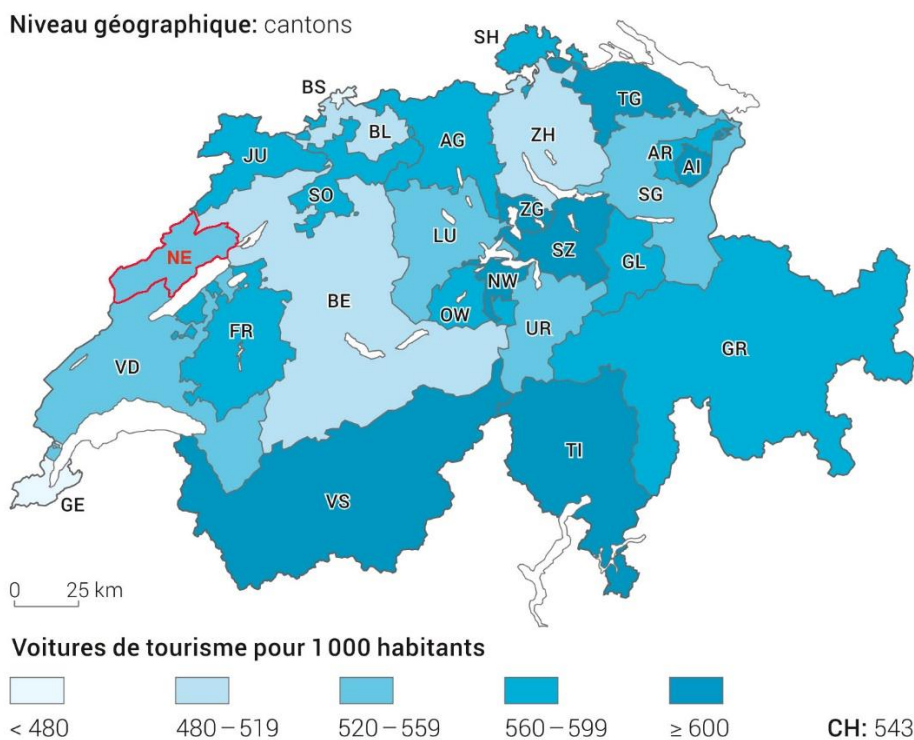 Niveau géographique: cantons
SH
BS
TG
BL
AG
ZH
JU
AR
AI
SO
SG
ZG
LU
SZ
NE
GL
NW
BE
OW
FR
UR
GR
VD
TI
VS
GE
0 25 km
Voitures de tourisme pour 1 000 habitants
< 480 480 – 519 520 – 559 560 – 599 ≥ 600 CH: 543